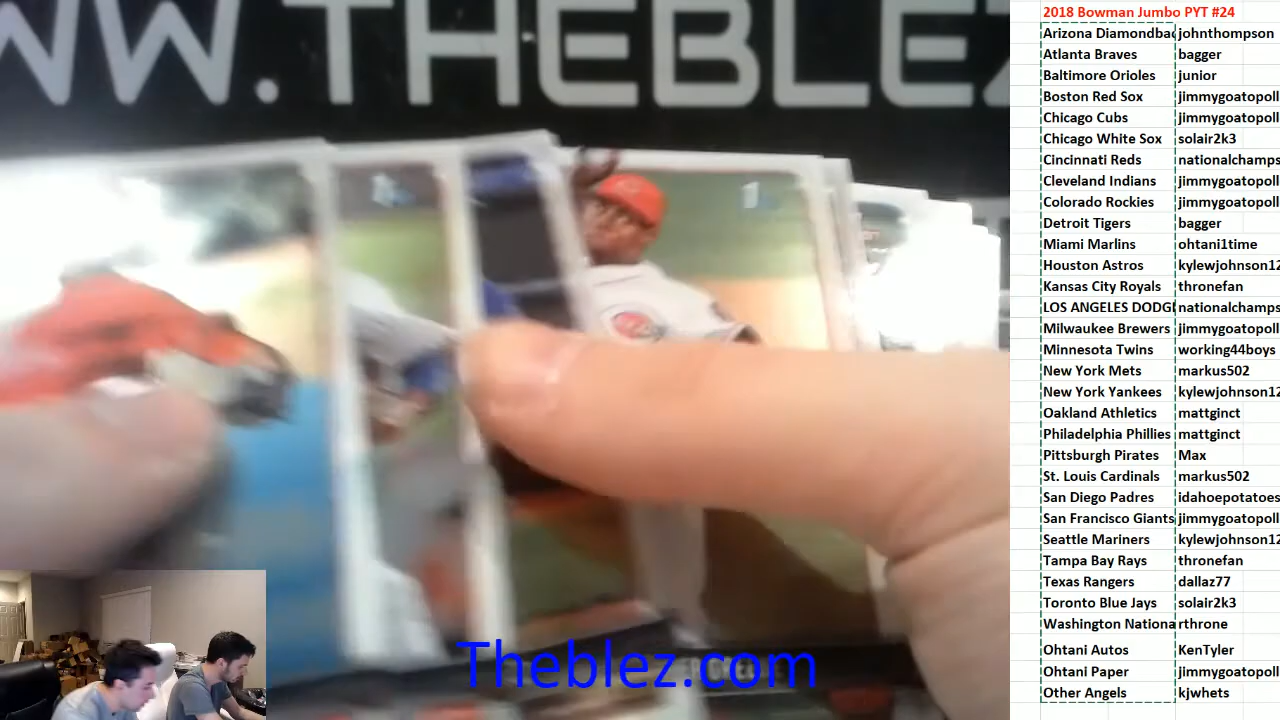 WW.THEBLEZ
2018 Bowman Jumbo PYT #24
Arizona Diamondbac johnthompson
Atlanta Braves bagger
Baltimore Orioles junior
Boston Red Sox jimmygoatopoll
Chicago Cubs jimmygoatopoll
Chicago White Sox solair2k3
Cincinnati Reds nationalchamps
Cleveland Indians jimmygoatopoll
Colorado Rockies jimmygoatopoll
Detroit Tigers bagger
Miami Marlins ohtani1time
Houston Astros kylewjohnson12
Kansas City Royals thronefan
LOS ANGELES DODGE nationalchamps
Milwaukee Brewers jimmygoatopoll
Minnesota Twins working44boys
New York Mets markus502
New York Yankees kylewjohnson12
Oakland Athletics mattginct
Philadelphia Phillies mattginct
Pittsburgh Pirates Max
St. Louis Cardinals markus502
San Diego Padres idahoepotatoes
San Francisco Giants jimmygoatopoll
Seattle Mariners kylewjohnson12
Tampa Bay Rays thronefan
Texas Rangers dallaz77
Toronto Blue Jays solair2k3
Washington Nationa rthrone
Ohtani Autos KenTyler
Ohtani Paper jimmygoatopoll
Other Angels kjwhets
Theblez.com